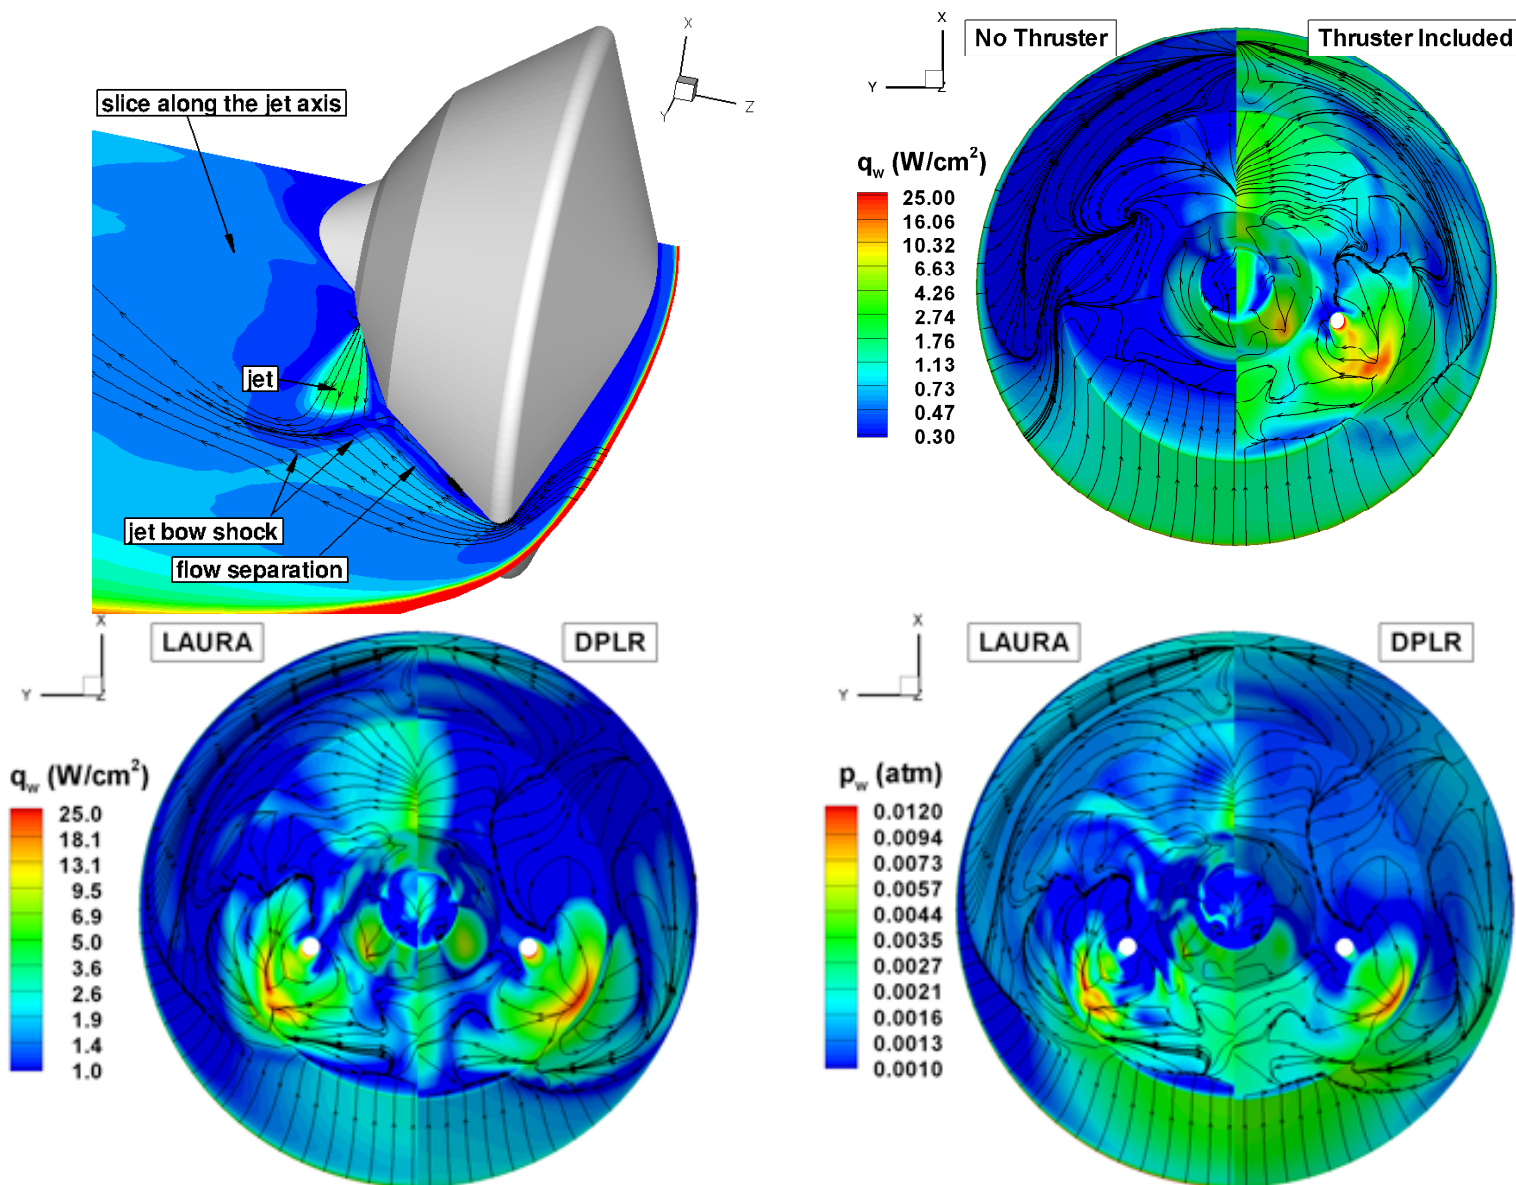 slice along the jet axis
jet
jet bow shock
flow separation
X
Y
Z
X
Y
Z
No Thruster
Thruster Included
qw (W/cm2)
25.00
16.06
10.32
6.63
4.26
2.74
1.76
1.13
0.73
0.47
0.30
X
Y
Z
LAURA
DPLR
qw (W/cm2)
25.0
18.1
13.1
9.5
6.9
5.0
3.6
2.6
1.9
1.4
1.0
X
Y
Z
LAURA
DPLR
pw (atm)
0.0120
0.0094
0.0073
0.0057
0.0044
0.0035
0.0027
0.0021
0.0016
0.0013
0.0010